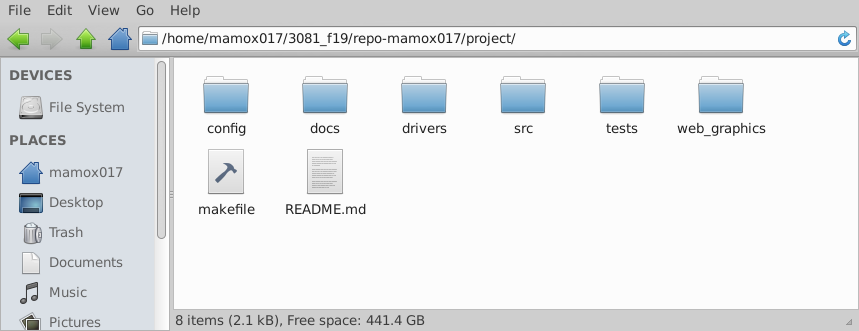 File Edit View Go Help
/home/mamox017/3081_f19/repo-mamox017/project/
DEVICES
File System
PLACES
mamox017
Desktop
Trash
Documents
Music
Pictures
config docs drivers src tests web_graphics
makefile README.md
8 items (2.1 kB), Free space: 441.4 GB